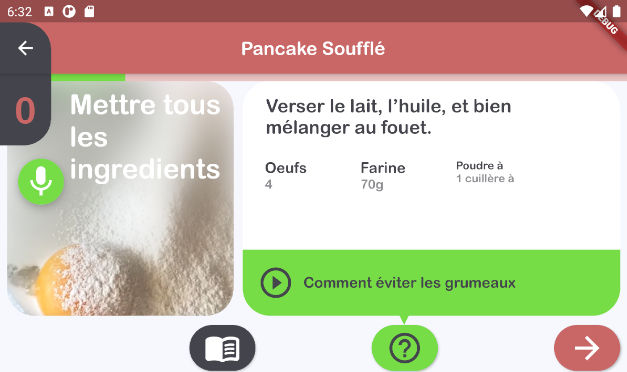 6:32
DEBUG
Pancake Soufflé
0
Mettre tous
les
ingredients
Verser le lait, l’huile, et bien
mélanger au fouet.
Oeufs
4
Farine
70g
Poudre à
1 cuillère à
Comment éviter les grumeaux